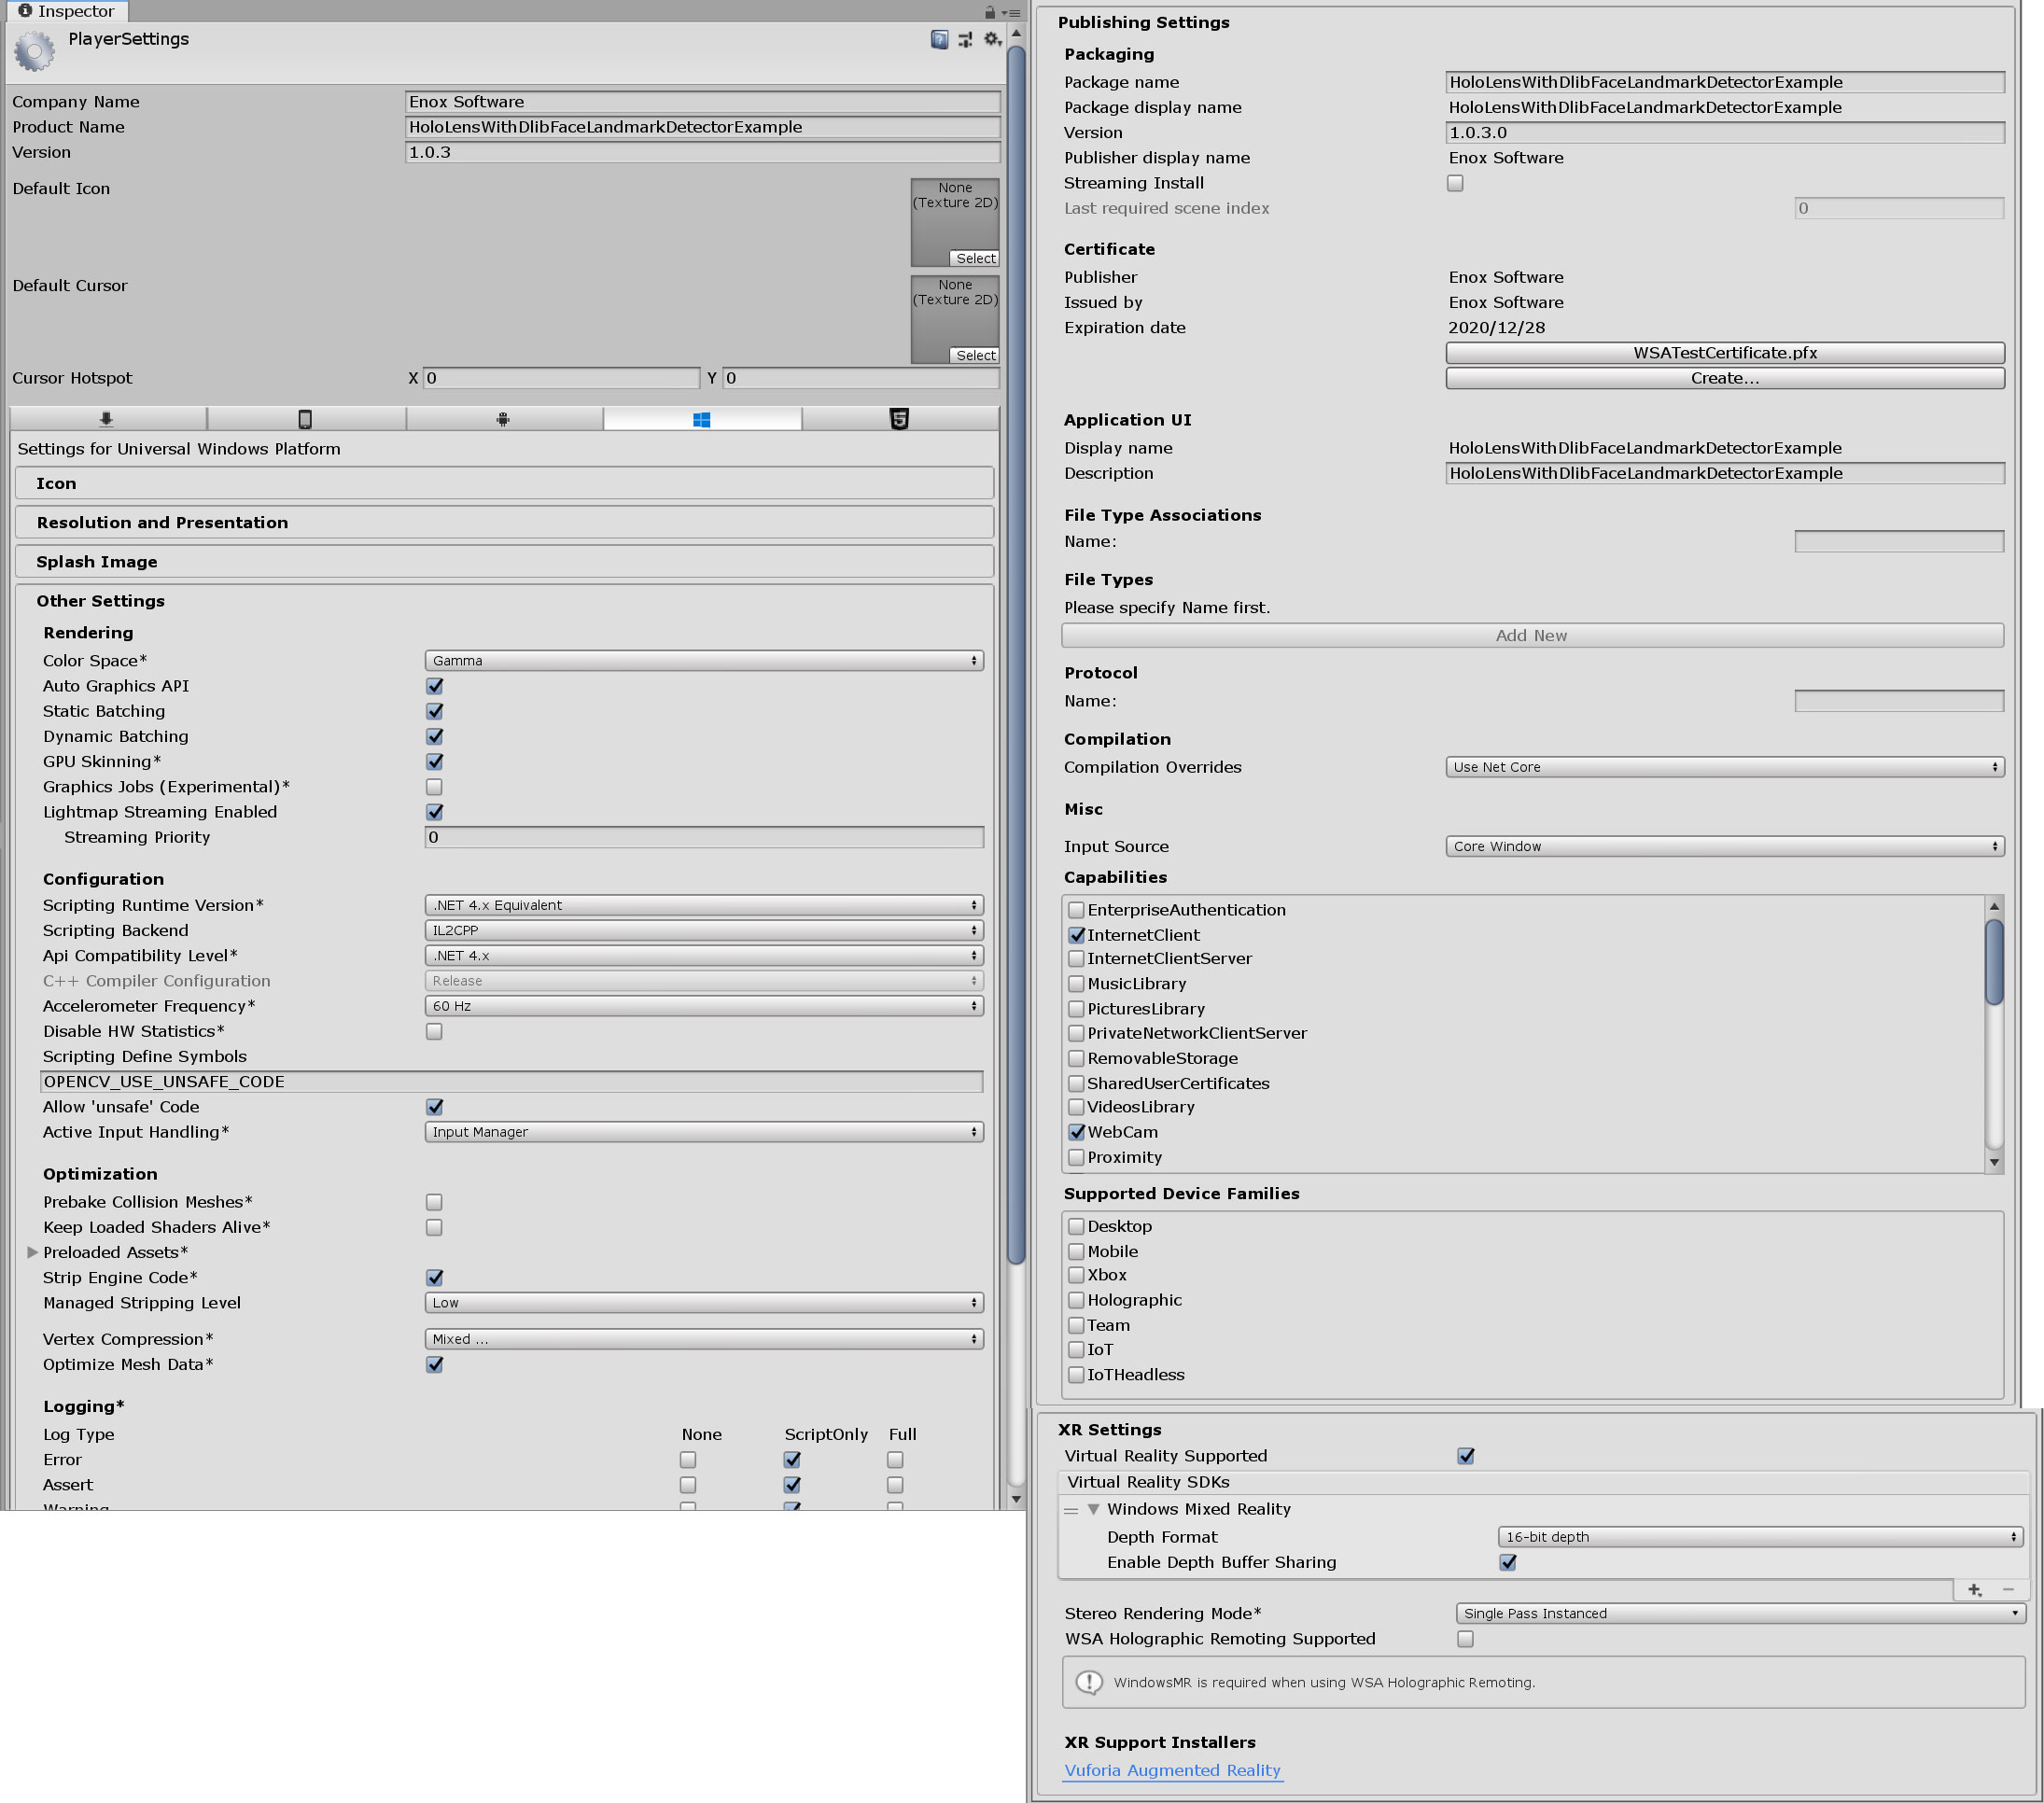 Inspector
PlayerSettings
Company Name Enox Software
Product Name HoloLensWithDlibFaceLandmarkDetectorExample
Version 1.0.3
Default Icon None
(Texture 2D)
Select
Default Cursor None
(Texture 2D)
Select
Cursor Hotspot X 0 Y 0
Settings for Universal Windows Platform
Icon
Resolution and Presentation
Splash Image
Other Settings
Rendering
Color Space* Gamma
Auto Graphics API
Static Batching
Dynamic Batching
GPU Skinning*
Graphics Jobs (Experimental)*
Lightmap Streaming Enabled
Streaming Priority 0
Configuration
Scripting Runtime Version* .NET 4.x Equivalent
Scripting Backend IL2CPP
Api Compatibility Level* .NET 4.x
C++ Compiler Configuration Release
Accelerometer Frequency* 60 Hz
Disable HW Statistics*
Scripting Define Symbols
OPENCV_USE_UNSAFE_CODE
Allow 'unsafe' Code
Active Input Handling* Input Manager
Optimization
Prebake Collision Meshes*
Keep Loaded Shaders Alive*
Preloaded Assets*
Strip Engine Code*
Managed Stripping Level Low
Vertex Compression* Mixed ...
Optimize Mesh Data*
Logging*
Log Type None ScriptOnly Full
Error
Assert
Warning
Publishing Settings
Packaging
Package name HoloLensWithDlibFaceLandmarkDetectorExample
Package display name HoloLensWithDlibFaceLandmarkDetectorExample
Version 1.0.3.0
Publisher display name Enox Software
Streaming Install
Last required scene index 0
Certificate
Publisher Enox Software
Issued by Enox Software
Expiration date 2020/12/28
WSATestCertificate.pfx
Create...
Application UI
Display name HoloLensWithDlibFaceLandmarkDetectorExample
Description HoloLensWithDlibFaceLandmarkDetectorExample
File Type Associations
Name:
File Types
Please specify Name first.
Add New
Protocol
Name:
Compilation
Compilation Overrides Use Net Core
Misc
Input Source Core Window
Capabilities
EnterpriseAuthentication
InternetClient
InternetClientServer
MusicLibrary
PicturesLibrary
PrivateNetworkClientServer
RemovableStorage
SharedUserCertificates
VideosLibrary
WebCam
Proximity
Supported Device Families
Desktop
Mobile
Xbox
Holographic
Team
IoT
IoTHeadless
XR Settings
Virtual Reality Supported
Virtual Reality SDKs
Windows Mixed Reality
Depth Format 16-bit depth
Enable Depth Buffer Sharing
Stereo Rendering Mode* Single Pass Instanced
WSA Holographic Remoting Supported
WindowsMR is required when using WSA Holographic Remoting.
XR Support Installers
Vuforia Augmented Reality